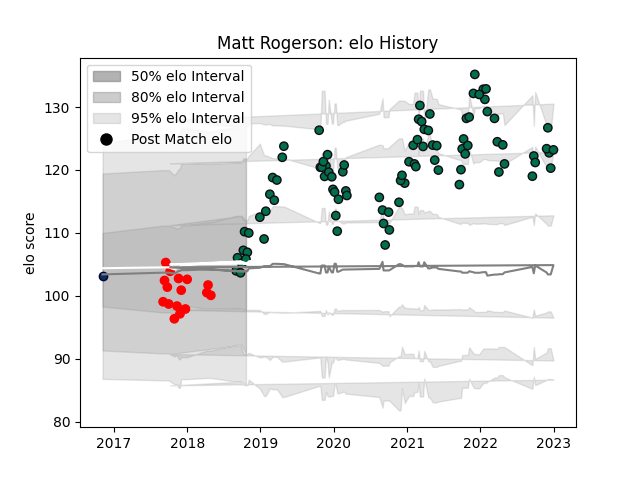 Matt Rogerson: elo History
50% elo Interval
80% elo Interval
95% elo Interval
Post Match elo
elo score
130
120
110
100
90
80
2017 2018 2019 2020 2021 2022 2023